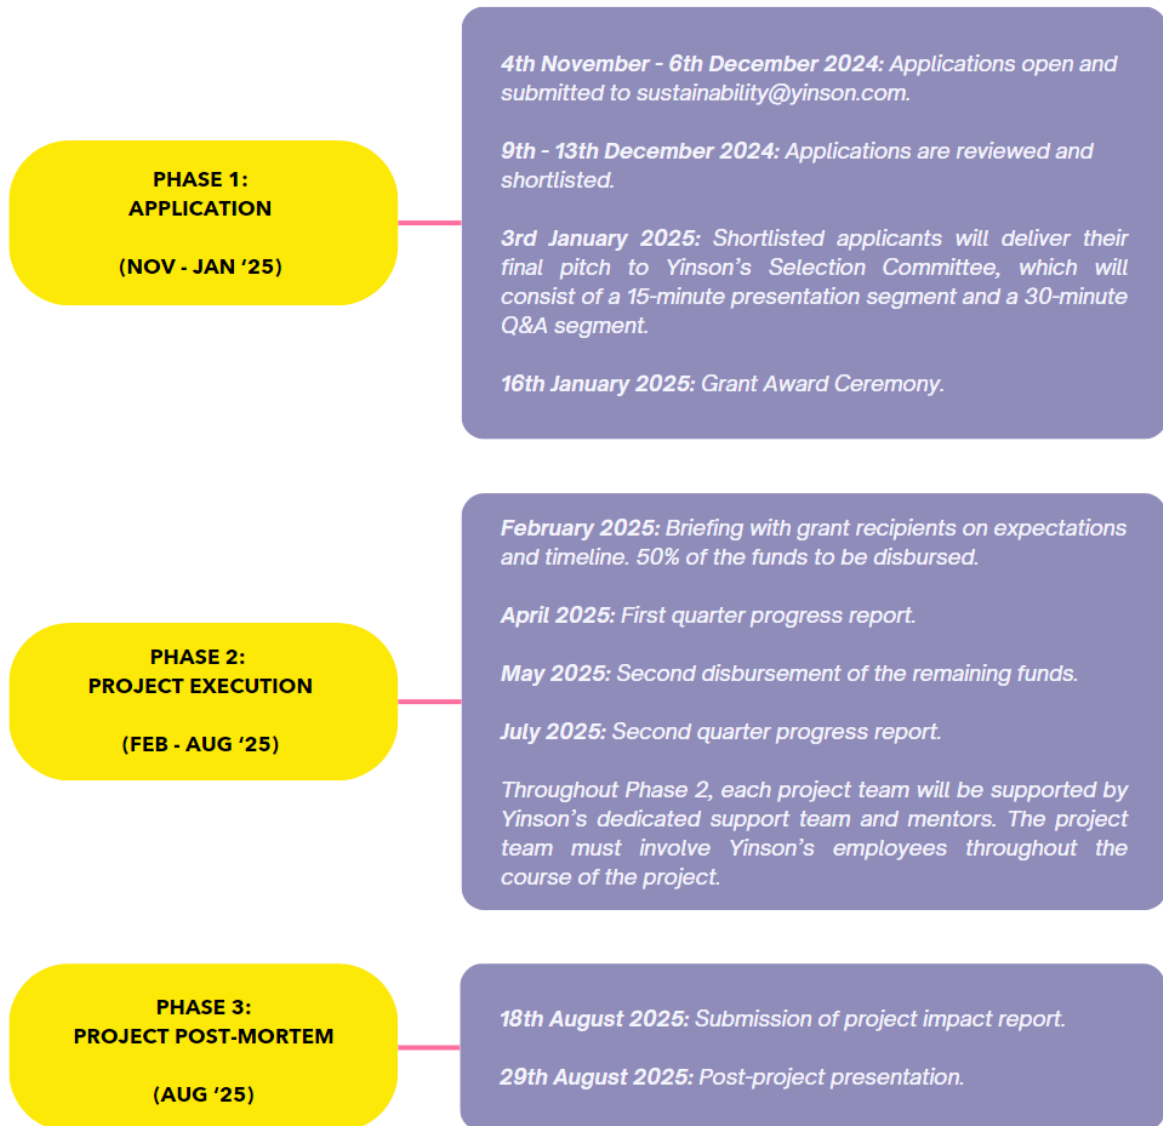 PHASE 1:
APPLICATION
(NOV - JAN ‘25)
4th November - 6th December 2024: Applications open and
submitted to sustainability@yinson.com.
9th - 13th December 2024: Applications are reviewed and
shortlisted.
3rd January 2025: Shortlisted applicants will deliver their
final pitch to Yinson’s Selection Committee, which will
consist of a 15-minute presentation segment and a 30-minute
Q&A segment.
16th January 2025: Grant Award Ceremony.
PHASE 2:
PROJECT EXECUTION
(FEB - AUG ‘25)
February 2025: Briefing with grant recipients on expectations
and timeline. 50% of the funds to be disbursed.
April 2025: First quarter progress report.
May 2025: Second disbursement of the remaining funds.
July 2025: Second quarter progress report.
Throughout Phase 2, each project team will be supported by
Yinson’s dedicated support team and mentors. The project
team must involve Yinson’s employees throughout the
course of the project.
PHASE 3:
PROJECT POST-MORTEM
(AUG ‘25)
18th August 2025: Submission of project impact report.
29th August 2025: Post-project presentation.